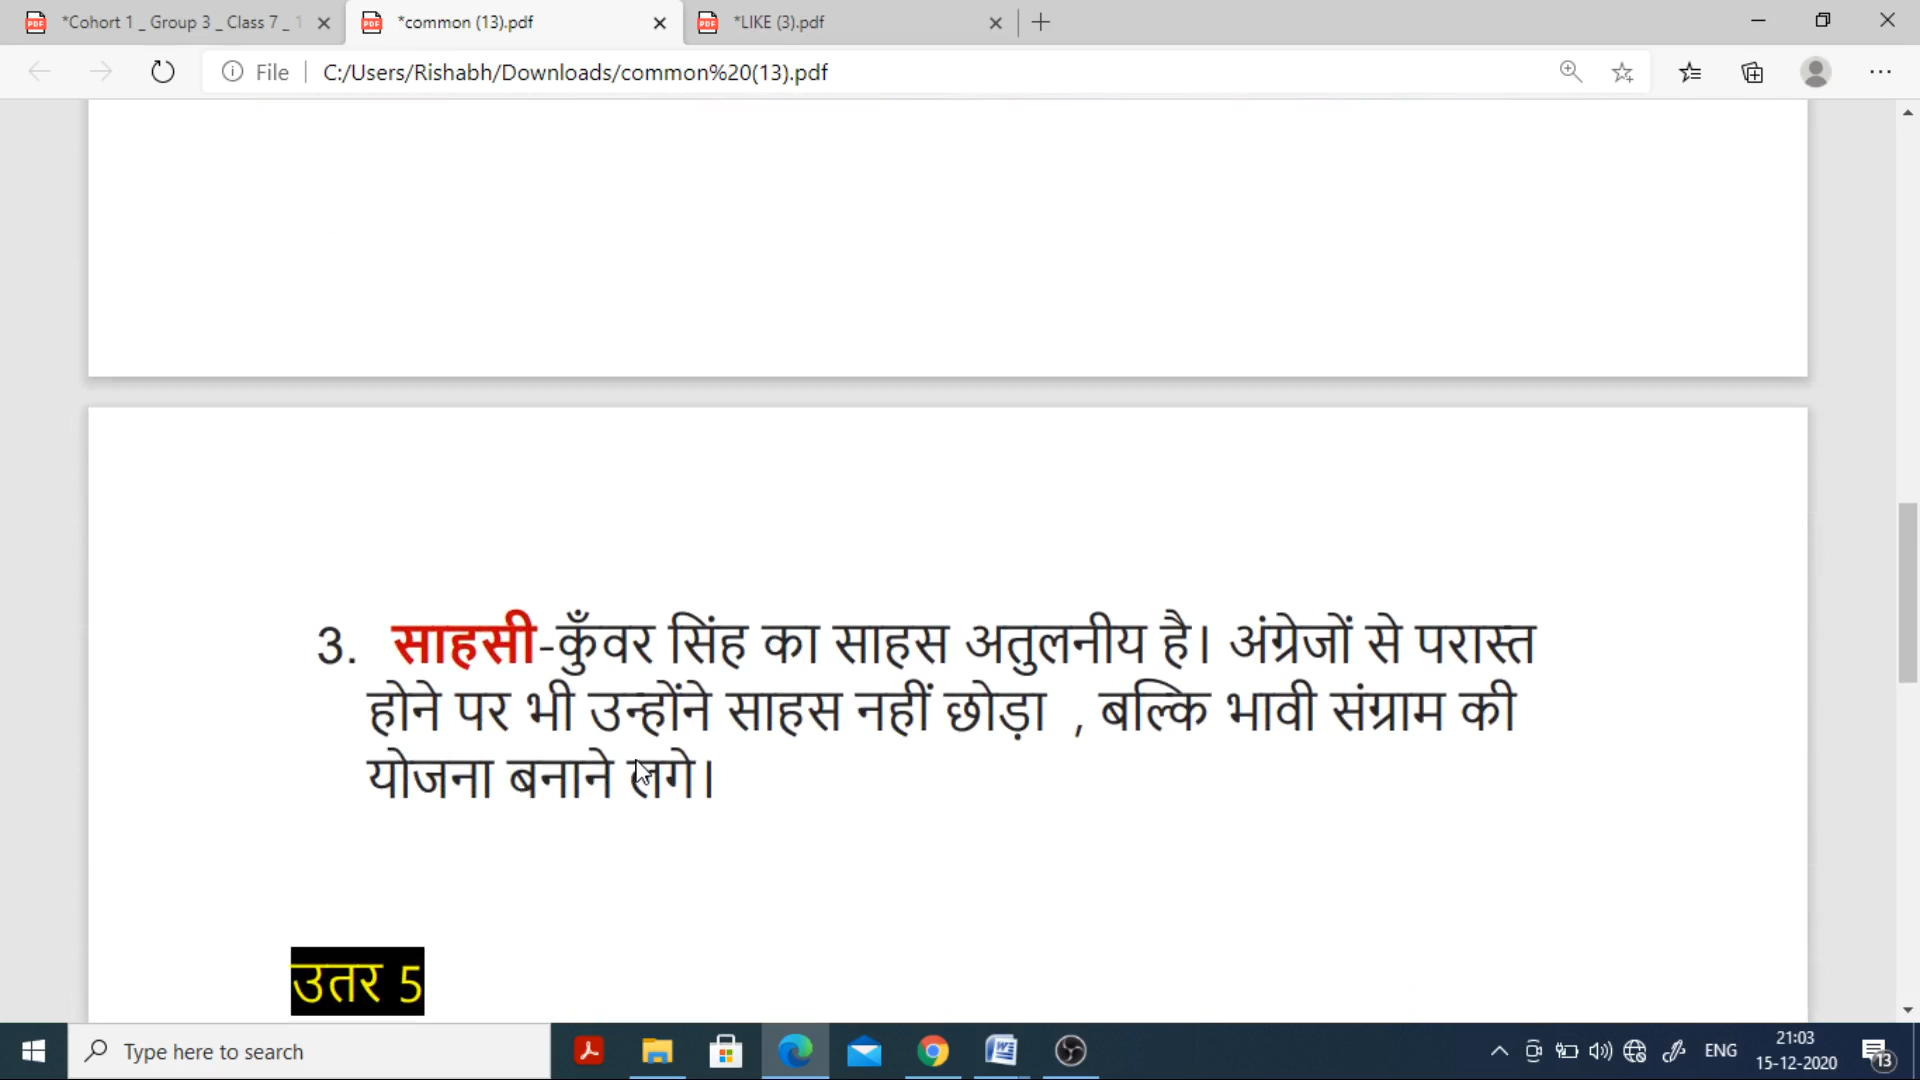 *Cohort 1 _ Group 3 _ Class 7 _ 1
*common (13).pdf
*LIKE (3).pdf
File
C:/Users/Rishabh/Downloads/common%20(13).pdf
3. साहसी-कुँवर सिंह का साहस अतुलनीय है। अंग्रेजों से परास्त
होने पर भी उन्होंने साहस नहीं छोड़ा , बल्कि भावी संग्राम की
योजना बनाने लगे।
उतर 5
Type here to search
ENG
21:03
15-12-2020
13